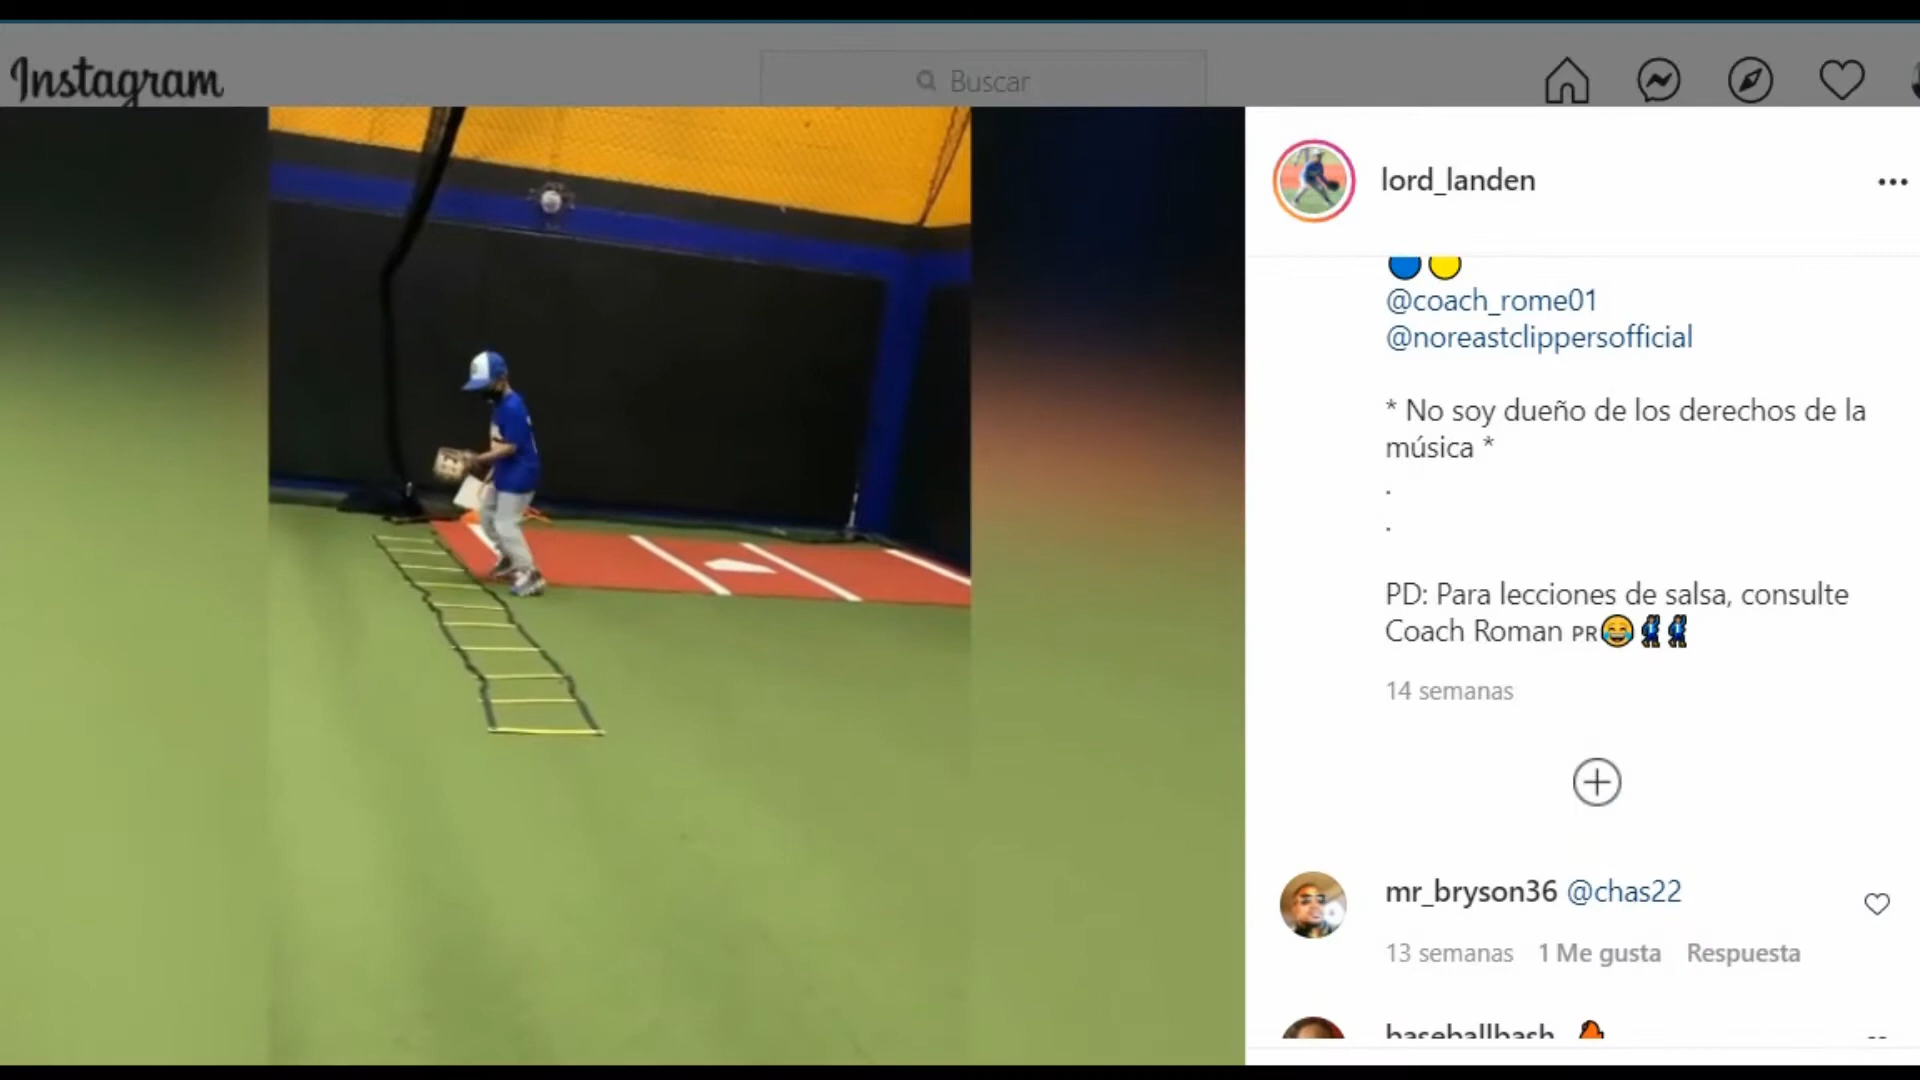 Instagram
Buscar
lord_landen
@coach_rome01
@noreastclippersofficial
* No soy dueño de los derechos de la
música *
.
.
PD: Para lecciones de salsa, consulte
Coach Roman PR😂🕺🕺
14 semanas
mr_bryson36 @chas22
13 semanas 1 Me gusta Respuesta
baseballbash